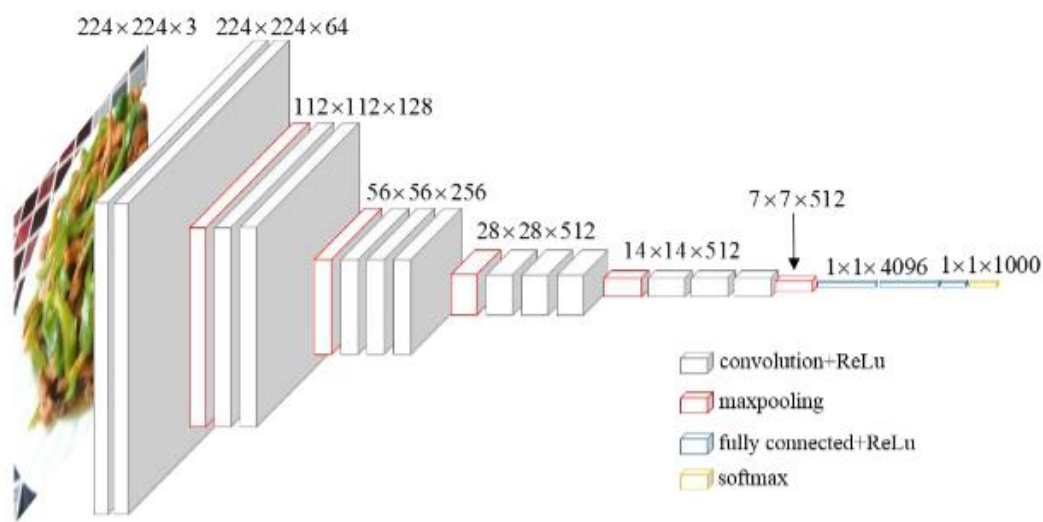 224×224×3
224×224×64
112×112×128
56×56×256
28×28×512
14×14×512
7×7×512
1×1×4096
1×1×1000
convolution+ReLu
maxpooling
fully connected+ReLu
softmax